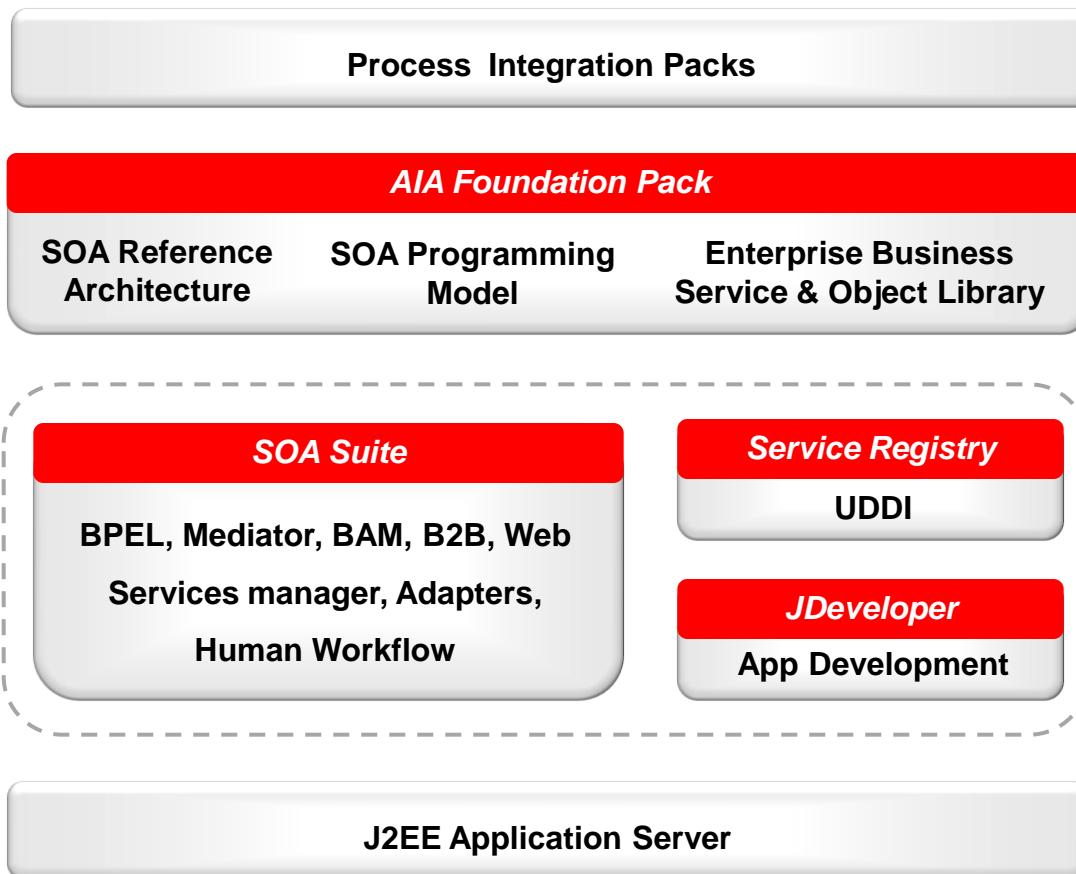 Process Integration Packs
AIA Foundation Pack
SOA Reference
Architecture
SOA Programming
Model
Enterprise Business
Service & Object Library
SOA Suite
BPEL, Mediator, BAM, B2B, Web
Services manager, Adapters,
Human Workflow
Service Registry
UDDI
JDeveloper
App Development
J2EE Application Server